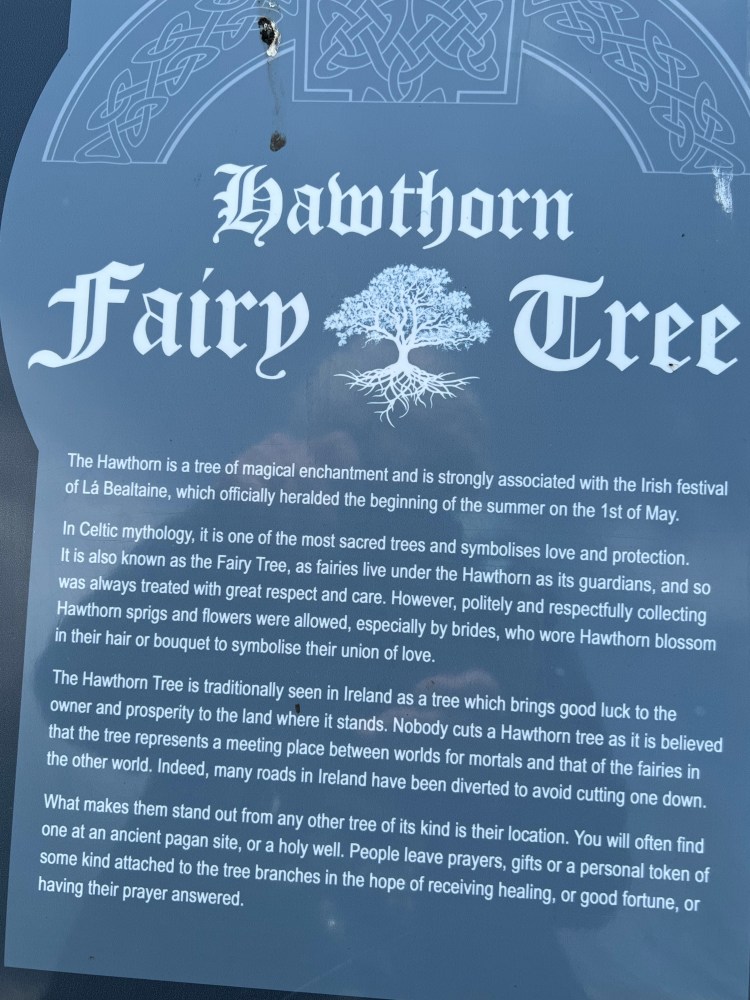 Hawthorn
Fairy Tree
The Hawthorn is a tree of magical enchantment and is strongly associated with the Irish festival
of Lá Bealtaine, which officially heralded the beginning of the summer on the 1st of May.
In Celtic mythology, it is one of the most sacred trees and symbolises love and protection.
It is also known as the Fairy Tree, as fairies live under the Hawthorn as its guardians, and so
was always treated with great respect and care. However, politely and respectfully collecting
Hawthorn sprigs and flowers were allowed, especially by brides, who wore Hawthorn blossom
in their hair or bouquet to symbolise their union of love.
The Hawthorn Tree is traditionally seen in Ireland as a tree which brings good luck to the
owner and prosperity to the land where it stands. Nobody cuts a Hawthorn tree as it is believed
that the tree represents a meeting place between worlds for mortals and that of the fairies in
the other world. Indeed, many roads in Ireland have been diverted to avoid cutting one down.
What makes them stand out from any other tree of its kind is their location. You will often find
one at an ancient pagan site, or a holy well. People leave prayers, gifts or a personal token of
some kind attached to the tree branches in the hope of receiving healing, or good fortune, or
having their prayer answered.